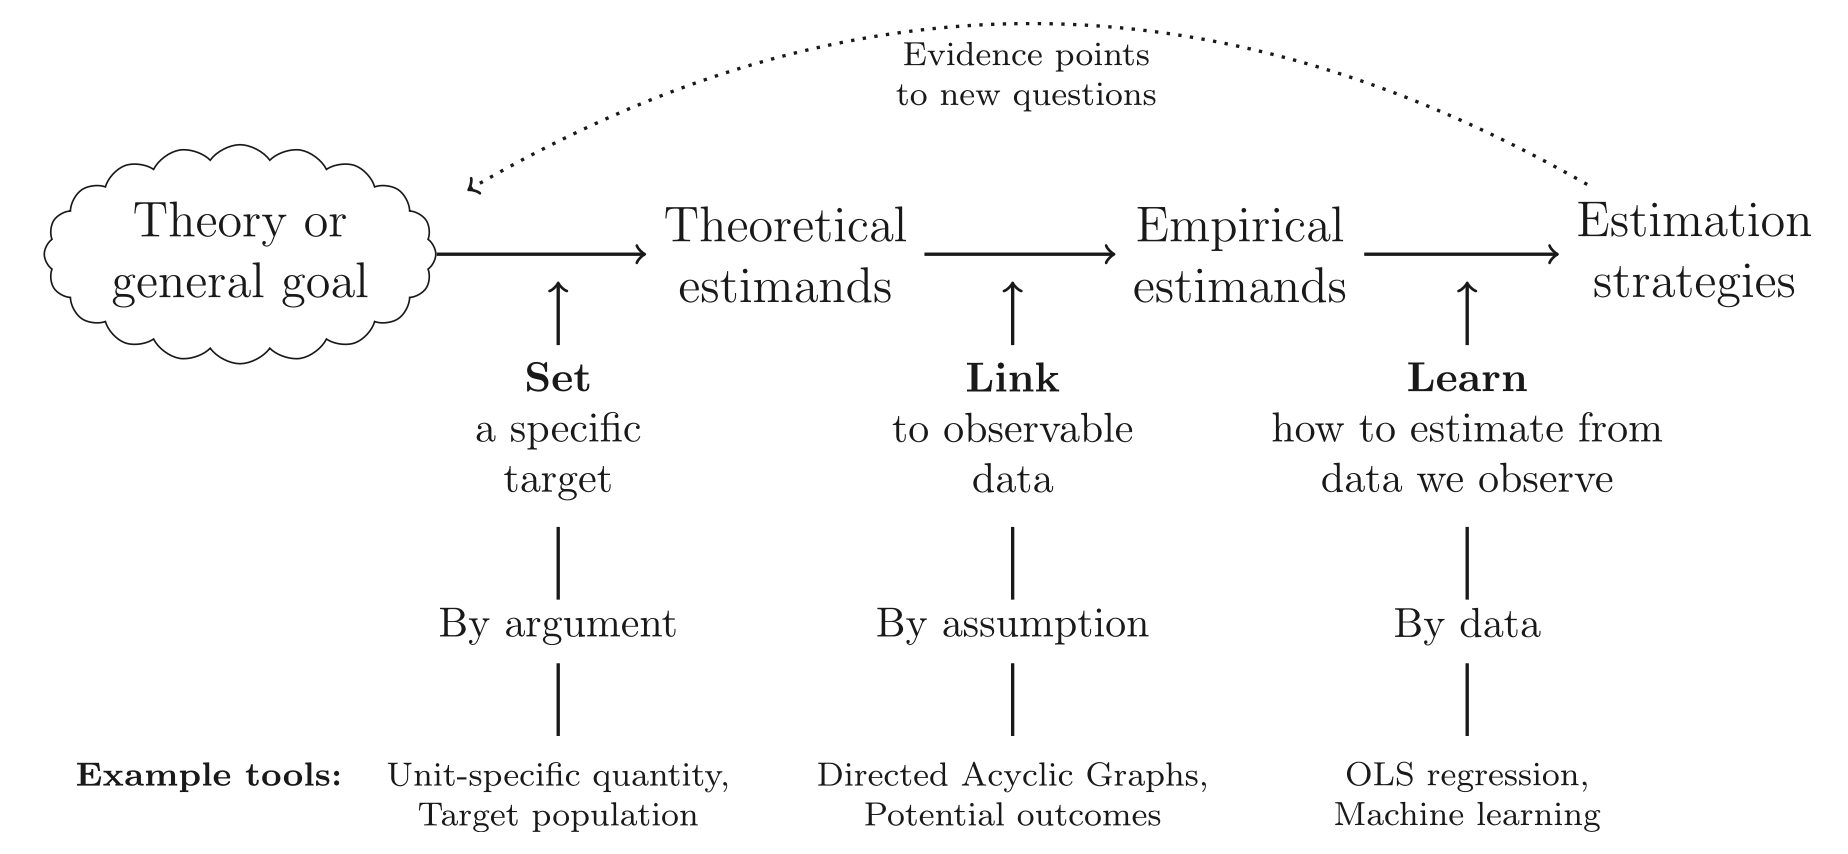 Evidence points
to new questions
Theory or
general goal
Theoretical
estimands
Empirical
estimands
Estimation
strategies
Set
a specific
target
Link
to observable
data
Learn
how to estimate from
data we observe
By argument
By assumption
By data
Example tools:
Unit-specific quantity,
Target population
Directed Acyclic Graphs,
Potential outcomes
OLS regression,
Machine learning